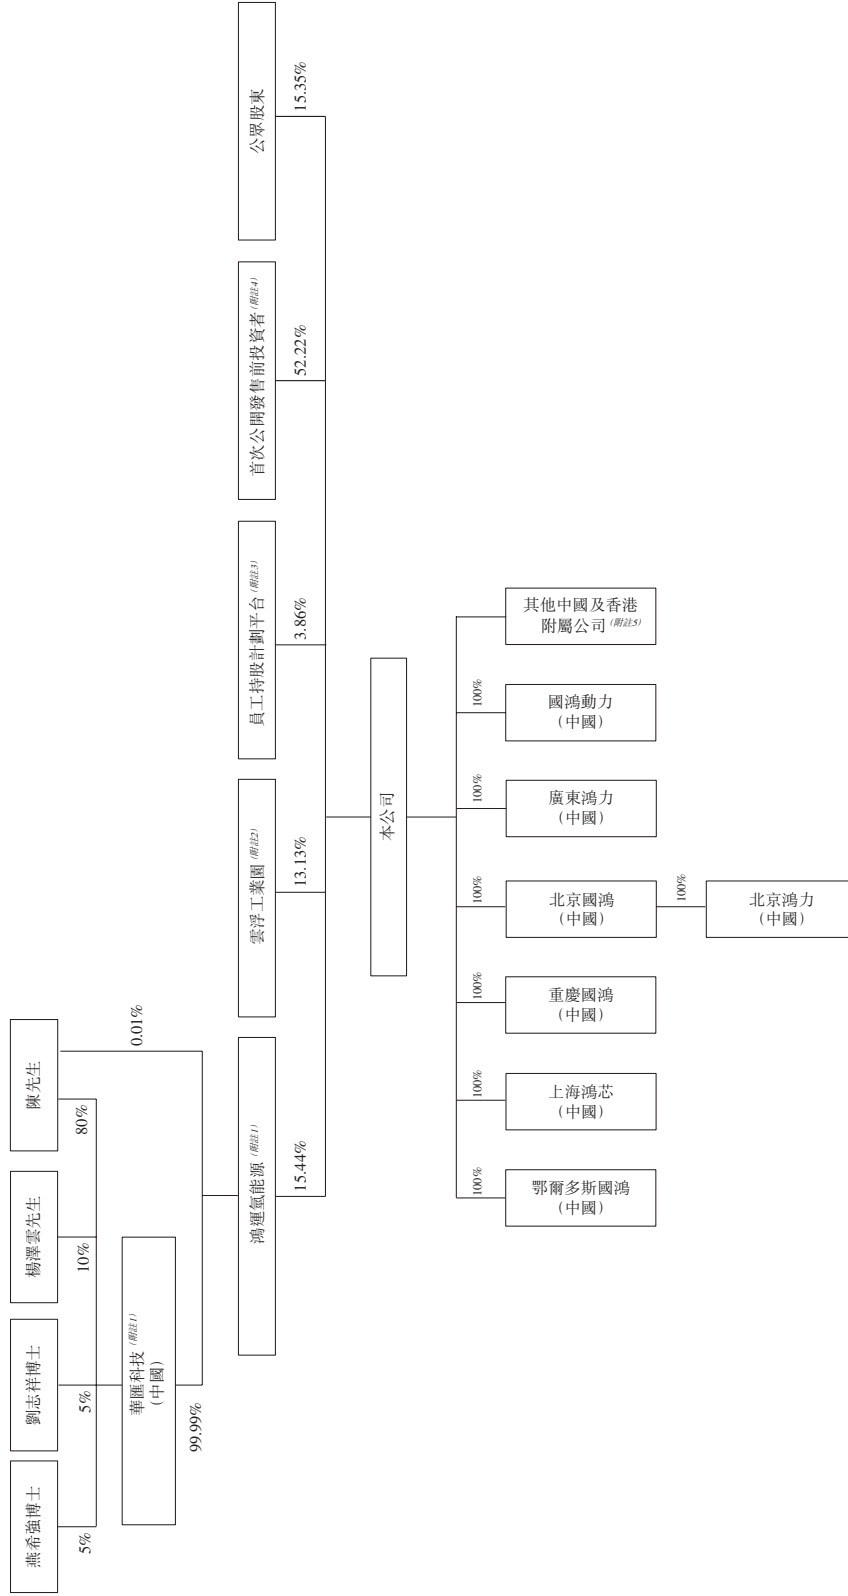 燕希強博士
劉志祥博士
楊澤雲先生
陳先生
5%
5%
10%
80%
0.01%
華匯科技(附註1)
(中國)
99.99%
鴻運氫能源(附註1)
雲浮工業園(附註2)
員工持股計劃平台(附註3)
首次公開發售前投資者(附註4)
公眾股東
15.44%
13.13%
3.86%
52.22%
15.35%
本公司
100%
100%
100%
100%
100%
100%
鄂爾多斯國鴻
(中國)
上海鴻芯
(中國)
重慶國鴻
(中國)
北京國鴻
(中國)
廣東鴻力
(中國)
國鴻動力
(中國)
其他中國及香港
附屬公司(附註5)
100%
北京鴻力
(中國)